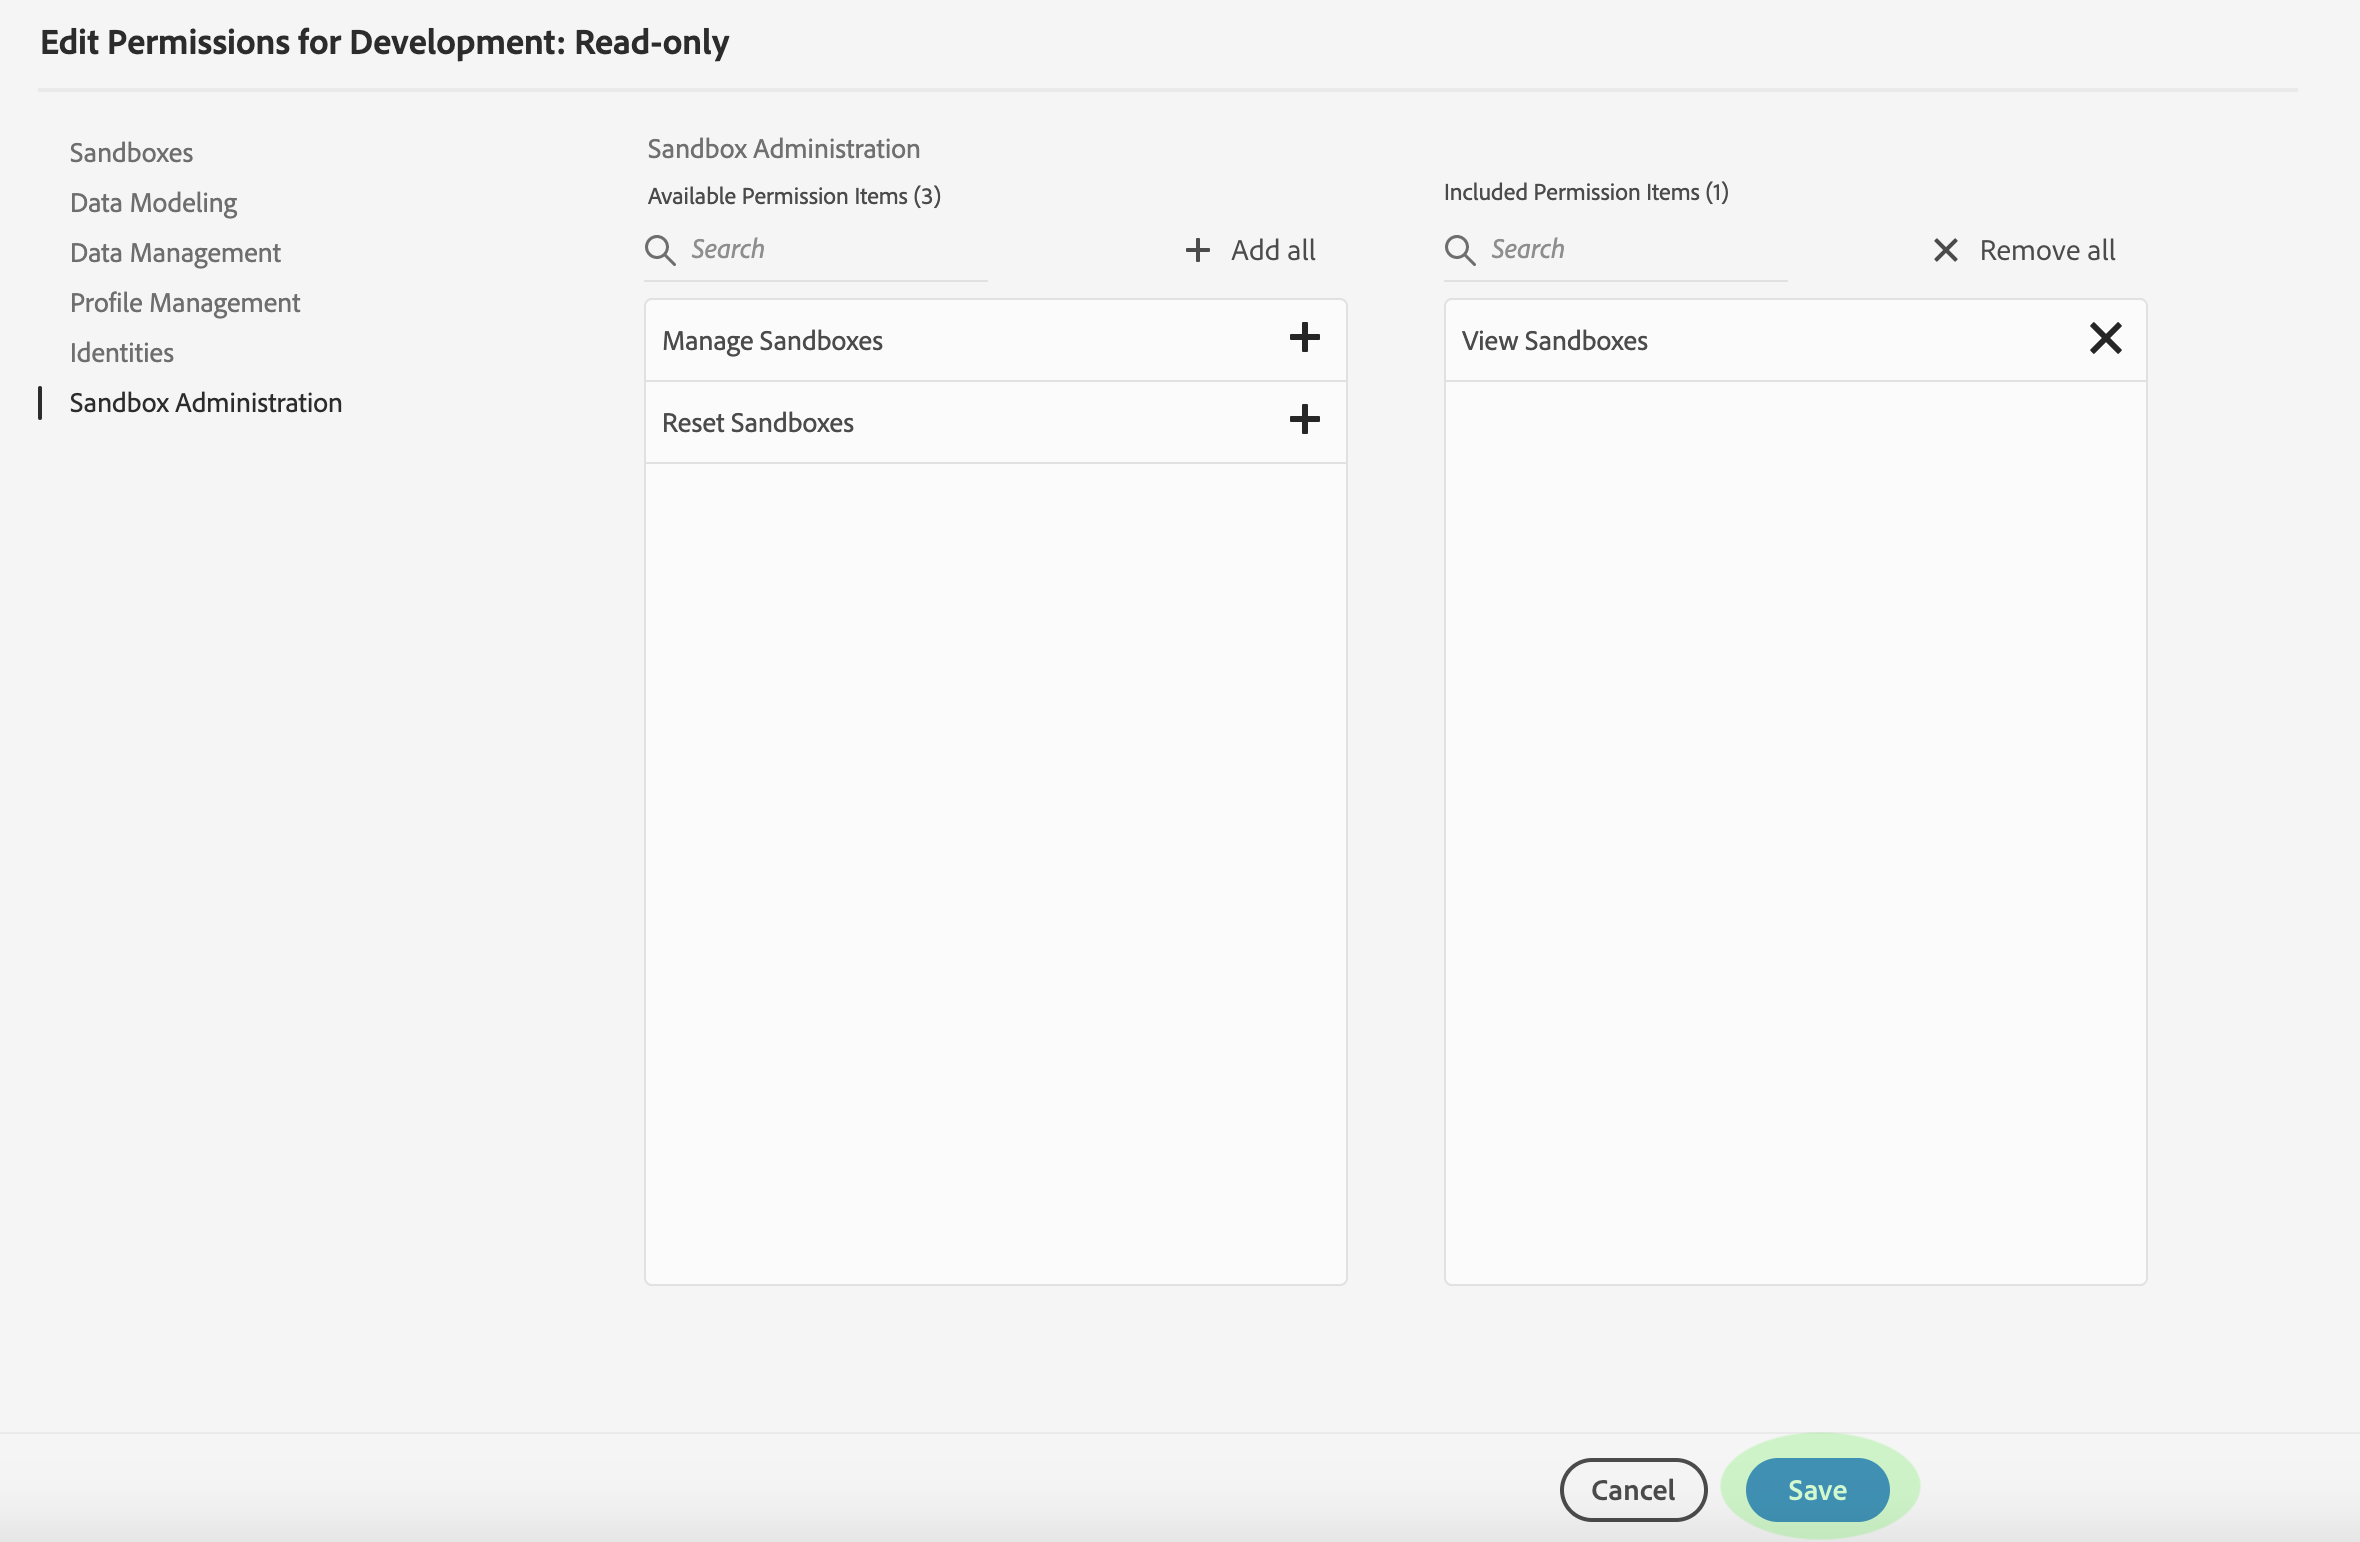 Edit Permissions for Development: Read-only
Sandboxes
Data Modeling
Data Management
Profile Management
Identities
Sandbox Administration
Sandbox Administration
Available Permission Items (3)
Search
Add all
Manage Sandboxes
Reset Sandboxes
Included Permission Items (1)
Search
Remove all
View Sandboxes
Cancel
Save